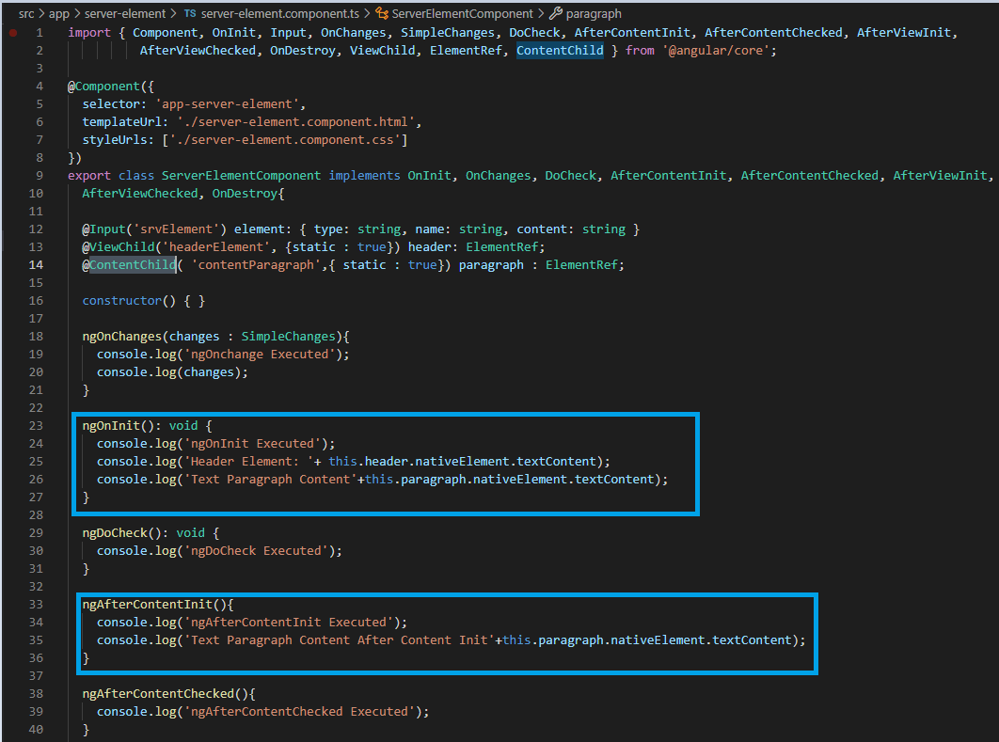 src > app > server-element > TS server-element.component.ts > ServerElementComponent > paragraph
1 import { Component, OnInit, Input, OnChanges, SimpleChanges, DoCheck, AfterContentInit, AfterContentChecked, AfterViewInit,
2 AfterViewChecked, OnDestroy, ViewChild, ElementRef, ContentChild } from '@angular/core';
3
4 @Component({
5 selector: 'app-server-element',
6 templateUrl: './server-element.component.html',
7 styleUrls: ['./server-element.component.css']
8 })
9 export class ServerElementComponent implements OnInit, OnChanges, DoCheck, AfterContentInit, AfterContentChecked, AfterViewInit,
10 AfterViewChecked, OnDestroy{
11
12 @Input('srvElement') element: { type: string, name: string, content: string }
13 @ViewChild('headerElement', {static : true}) header: ElementRef;
14 @ContentChild( 'contentParagraph',{ static : true}) paragraph : ElementRef;
15
16 constructor() { }
17
18 ngOnChanges(changes : SimpleChanges){
19 console.log('ngOnchange Executed');
20 console.log(changes);
21 }
22
23 ngOnInit(): void {
24 console.log('ngOnInit Executed');
25 console.log('Header Element: '+ this.header.nativeElement.textContent);
26 console.log('Text Paragraph Content'+this.paragraph.nativeElement.textContent);
27 }
28
29 ngDoCheck(): void {
30 console.log('ngDoCheck Executed');
31 }
32
33 ngAfterContentInit(){
34 console.log('ngAfterContentInit Executed');
35 console.log('Text Paragraph Content After Content Init'+this.paragraph.nativeElement.textContent);
36 }
37
38 ngAfterContentChecked(){
39 console.log('ngAfterContentChecked Executed');
40 }